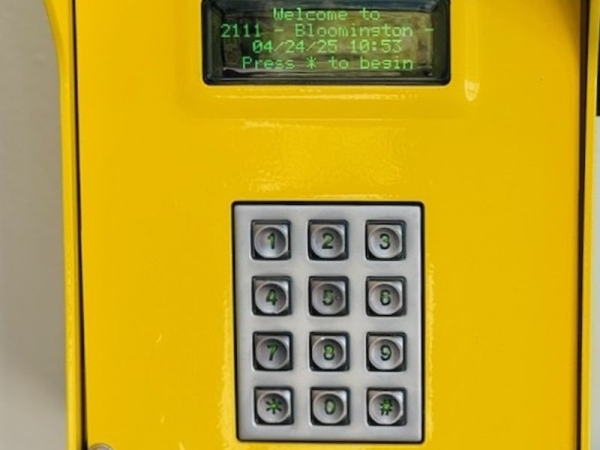 Welcome to
2111 - Bloomington -
04/24/25 10:53
Press * to begin
1 2 3
4 5 6
7 8 9
* 0 #